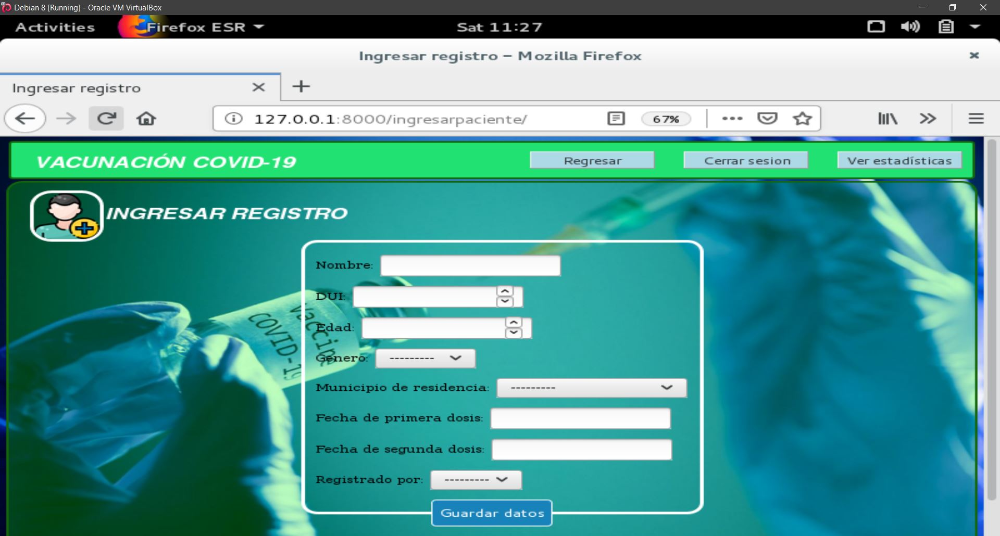 Debian 8 [Running] - Oracle VM VirtualBox
Activities Firefox ESR Sat 11:27
Ingresar registro – Mozilla Firefox
Ingresar registro
127.0.0.1:8000/ingresarpaciente/ 67%
VACUNACIÓN COVID-19 Regresar Cerrar sesion Ver estadísticas
INGRESAR REGISTRO
Nombre:
DUI:
Edad:
Vaccine
COVID-19
Genero: ---------
Municipio de residencia: ---------
Fecha de primera dosis:
Fecha de segunda dosis:
Registrado por: ---------
Guardar datos